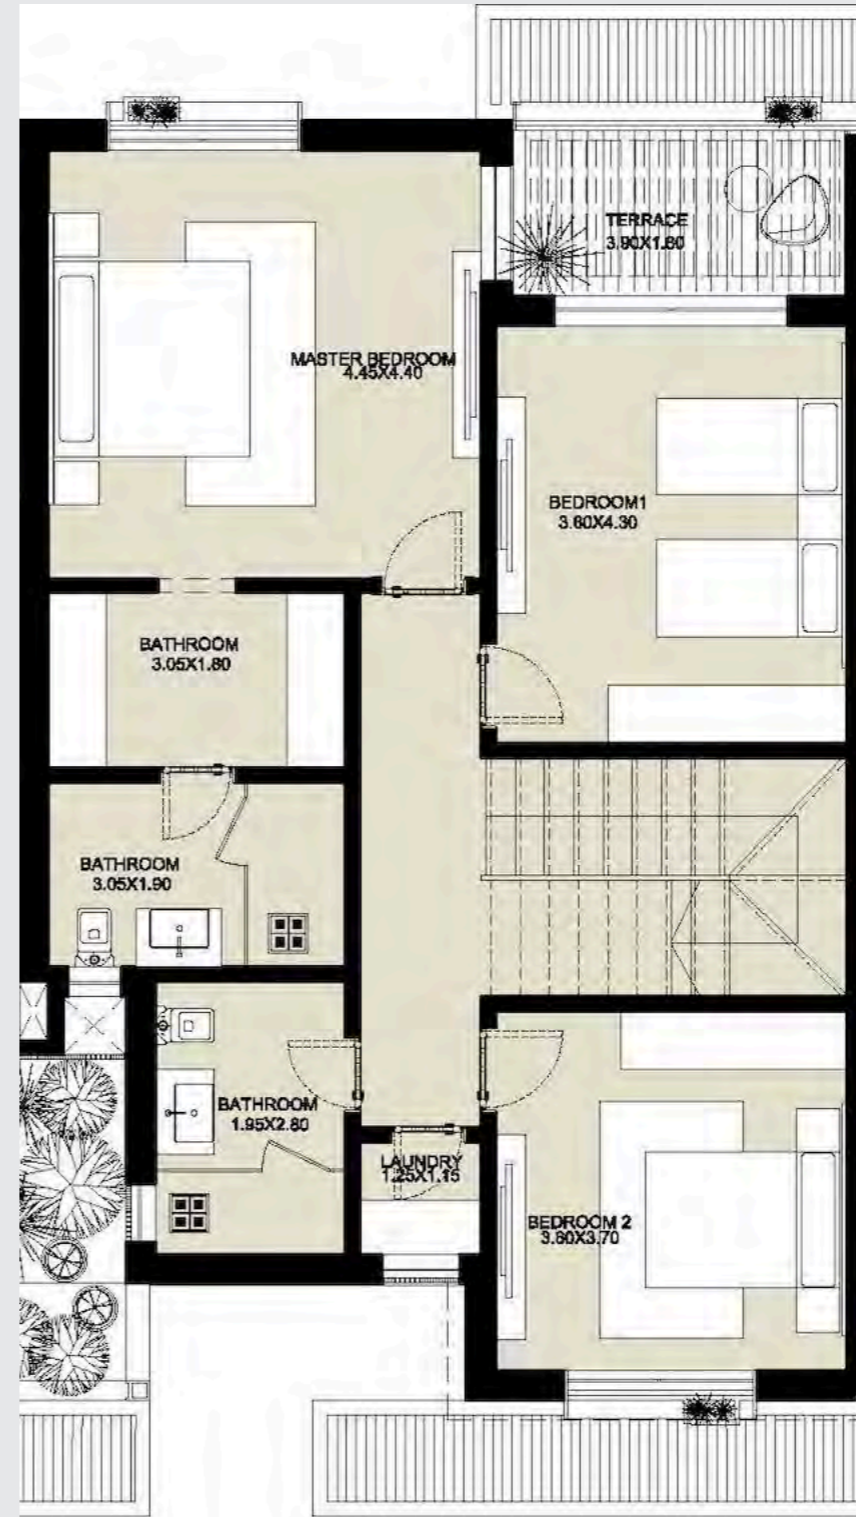 TERRACE
3.90X1.60
MASTER BEDROOM
4.45X4.40
BEDROOM1
3.60X4.30
BATHROOM
3.05X1.80
BATHROOM
3.05X1.90
BATHROOM
1.95X2.80
LAUNDRY
1.25X1.15
BEDROOM 2
3.60X3.70